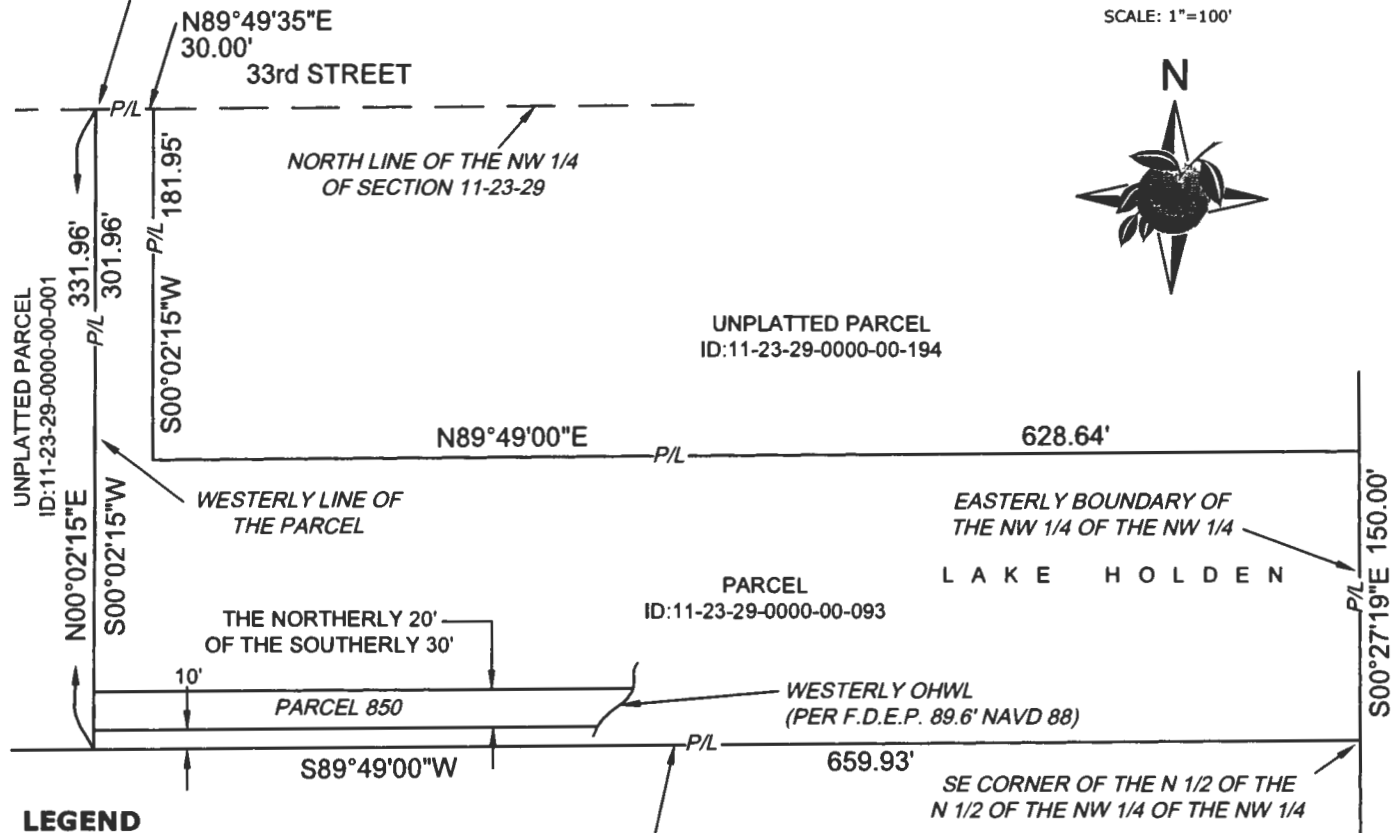 SCALE: 1"=100'
N89°49'35"E
30.00'
33rd STREET
N
P/L
NORTH LINE OF THE NW 1/4
OF SECTION 11-23-29
181.95'
P/L
S00°02'15"W
331.96'
301.96'
P/L
UNPLATTED PARCEL
ID:11-23-29-0000-00-001
N00°02'15"E
S00°02'15"W
UNPLATTED PARCEL
ID:11-23-29-0000-00-194
N89°49'00"E
P/L
628.64'
WESTERLY LINE OF
THE PARCEL
EASTERLY BOUNDARY OF
THE NW 1/4 OF THE NW 1/4
150.00'
P/L
S00°27'19"E
LAKE HOLDEN
PARCEL
ID:11-23-29-0000-00-093
THE NORTHERLY 20'
OF THE SOUTHERLY 30'
10'
PARCEL 850
WESTERLY OHWL
(PER F.D.E.P. 89.6' NAVD 88)
P/L
S89°49'00"W
659.93'
SE CORNER OF THE N 1/2 OF THE
N 1/2 OF THE NW 1/4 OF THE NW 1/4
LEGEND